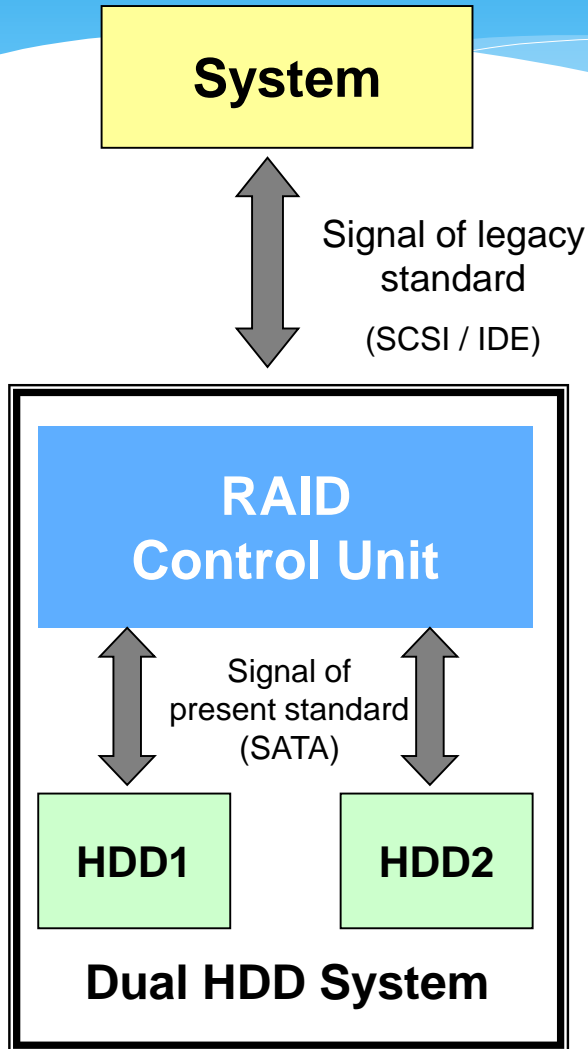 System
Signal of legacy
standard
(SCSI / IDE)
RAID
Control Unit
Signal of
present standard
(SATA)
HDD1
HDD2
Dual HDD System